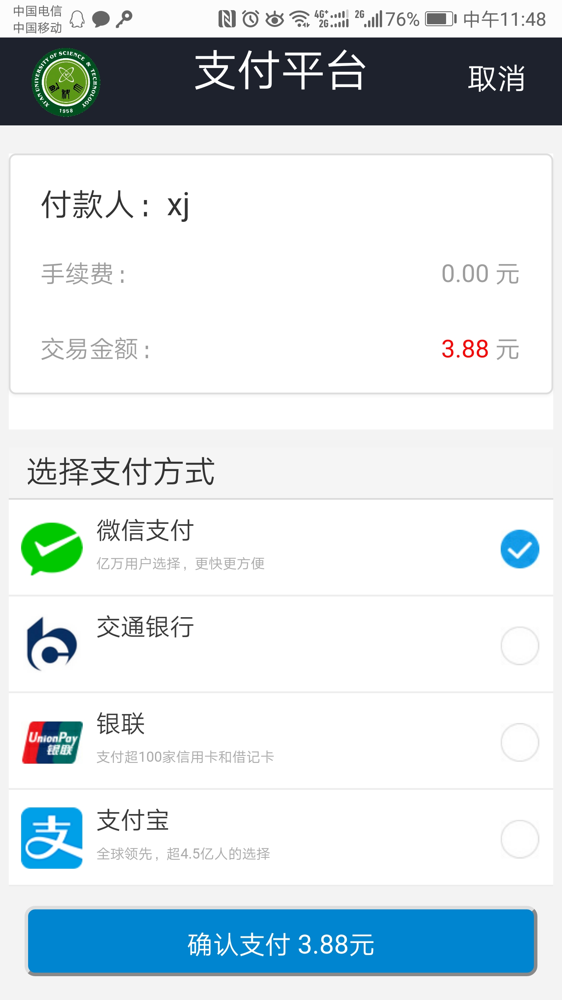 中国电信
中国移动
4G+
2G
2G
76%
中午11:48
XI'AN UNIVERSITY OF SCIENCE & TECHNOLOGY
1958
支付平台
取消
付款人：xj
手续费：
0.00 元
交易金额：
3.88 元
选择支付方式
微信支付
亿万用户选择，更快更方便
交通银行
UnionPay
银联
银联
支付超100家信用卡和借记卡
支
支付宝
全球领先，超4.5亿人的选择
确认支付 3.88元